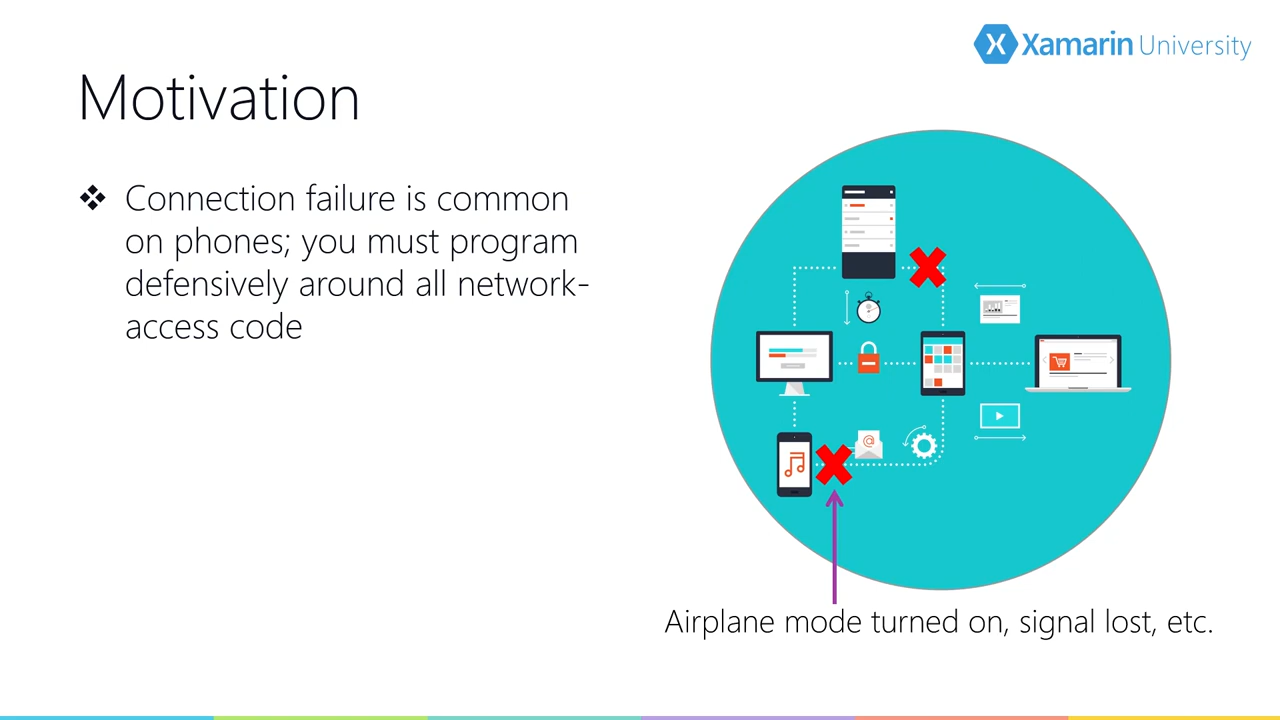 Xamarin University
Motivation
❖ Connection failure is common
on phones; you must program
defensively around all network-
access code
Airplane mode turned on, signal lost, etc.